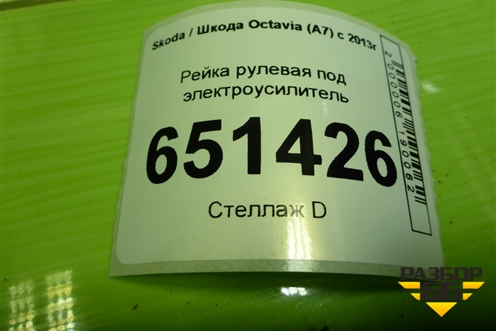 Skoda / Шкода Octavia (A7) с 2013г
Рейка рулевая под
электроусилитель
651426
Стеллаж D
РАЗБОР